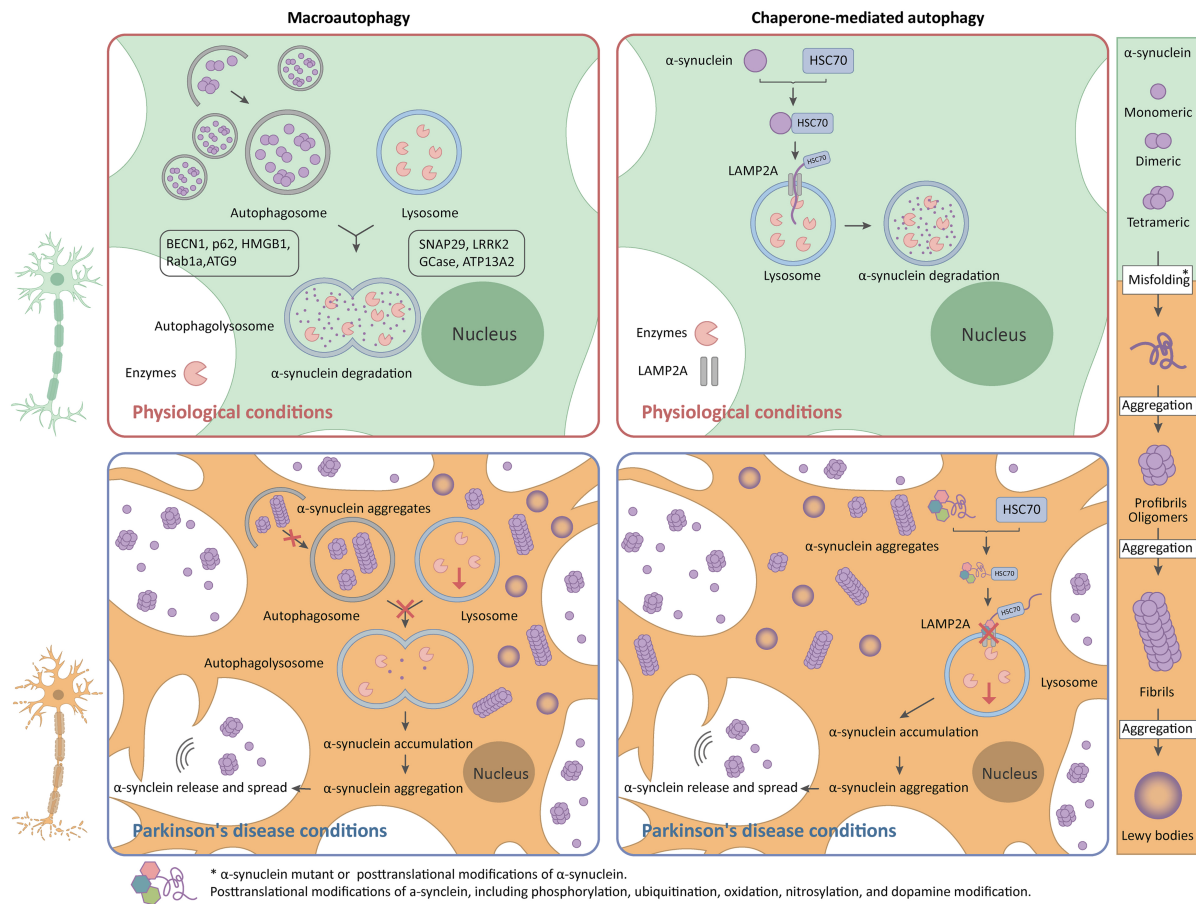 Macroautophagy
Chaperone-mediated autophagy
Autophagosome
Lysosome
BECN1, p62, HMGB1,
Rab1a,ATG9
SNAP29, LRRK2
GCase, ATP13A2
Autophagolysosome
Nucleus
Enzymes
α-synuclein degradation
Physiological conditions
α-synuclein
HSC70
HSC70
HSC70
LAMP2A
Lysosome
α-synuclein degradation
Nucleus
Enzymes
LAMP2A
Physiological conditions
α-synuclein
Monomeric
Dimeric
Tetrameric
Misfolding*
Aggregation
Profibrils
Oligomers
Aggregation
Fibrils
Aggregation
Lewy bodies
α-synuclein aggregates
Autophagosome
Lysosome
Autophagolysosome
α-synuclein accumulation
Nucleus
α-synuclein aggregation
α-synclein release and spread
Parkinson's disease conditions
HSC70
α-synuclein aggregates
HSC70
HSC70
LAMP2A
Lysosome
α-synuclein accumulation
Nucleus
α-synuclein aggregation
α-synclein release and spread
Parkinson's disease conditions
* α-synuclein mutant or posttranslational modifications of α-synuclein.
Posttranslational modifications of a-synclein, including phosphorylation, ubiquitination, oxidation, nitrosylation, and dopamine modification.